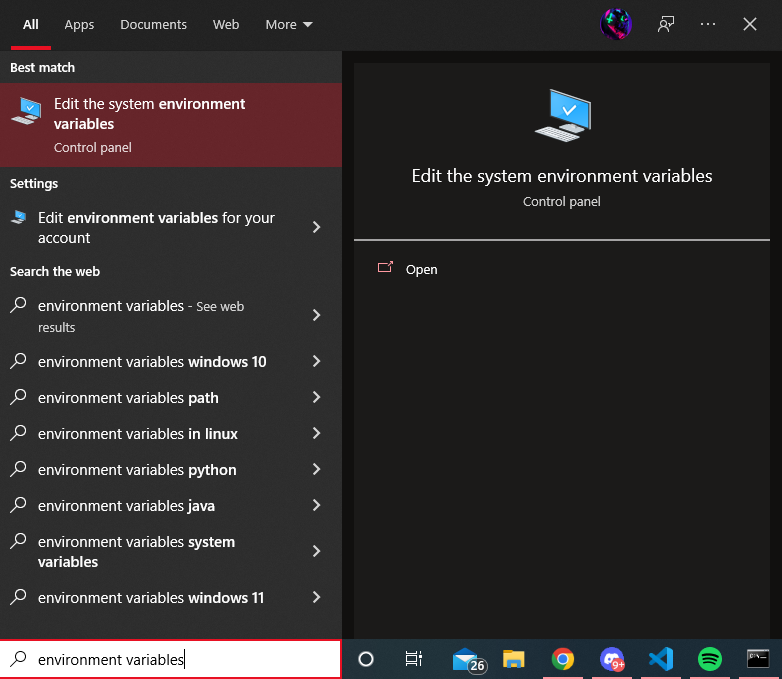 All Apps Documents Web More
Best match
Edit the system environment
variables
Control panel
Settings
Edit environment variables for your
account
Search the web
environment variables - See web
results
environment variables windows 10
environment variables path
environment variables in linux
environment variables python
environment variables java
environment variables system
variables
environment variables windows 11
environment variables
Edit the system environment variables
Control panel
Open
26
9+